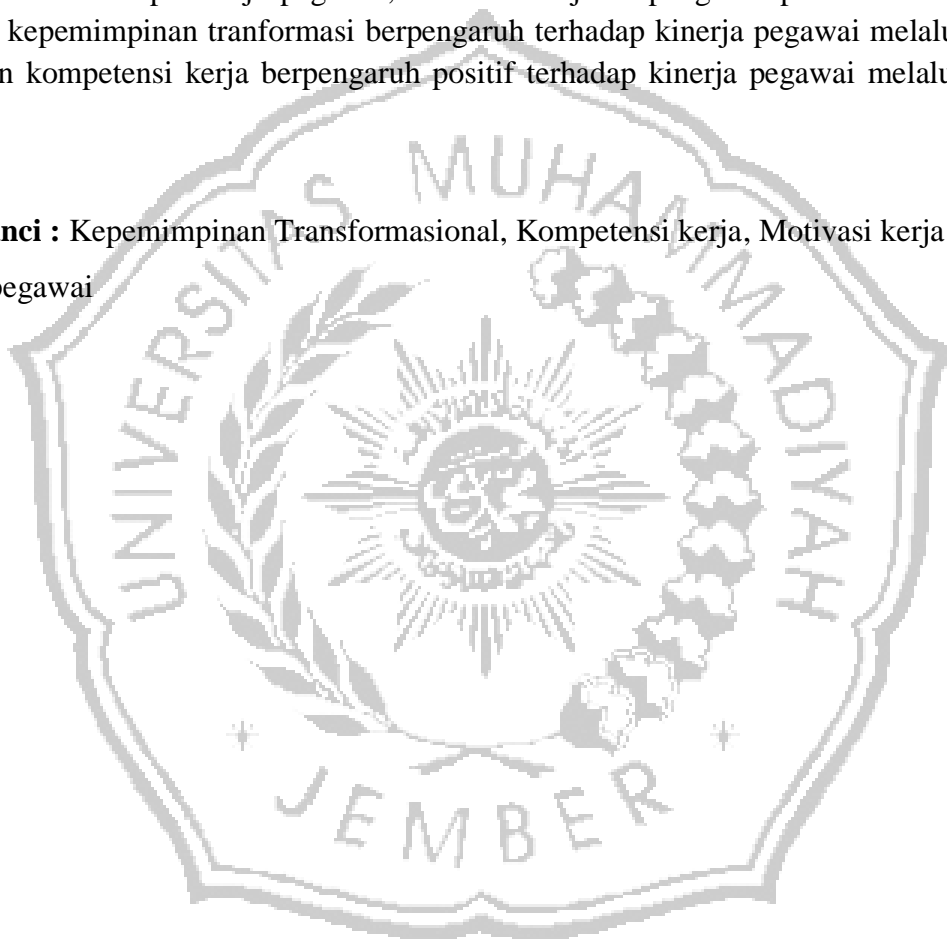 kepemimpinan tranformasi berpengaruh terhadap kinerja pegawai melalu
n kompetensi kerja berpengaruh positif terhadap kinerja pegawai melalu
nci : Kepemimpinan Transformasional, Kompetensi kerja, Motivasi kerja
pegawai
UNIVERSITAS MUHAMMADIYAH
JEMBER